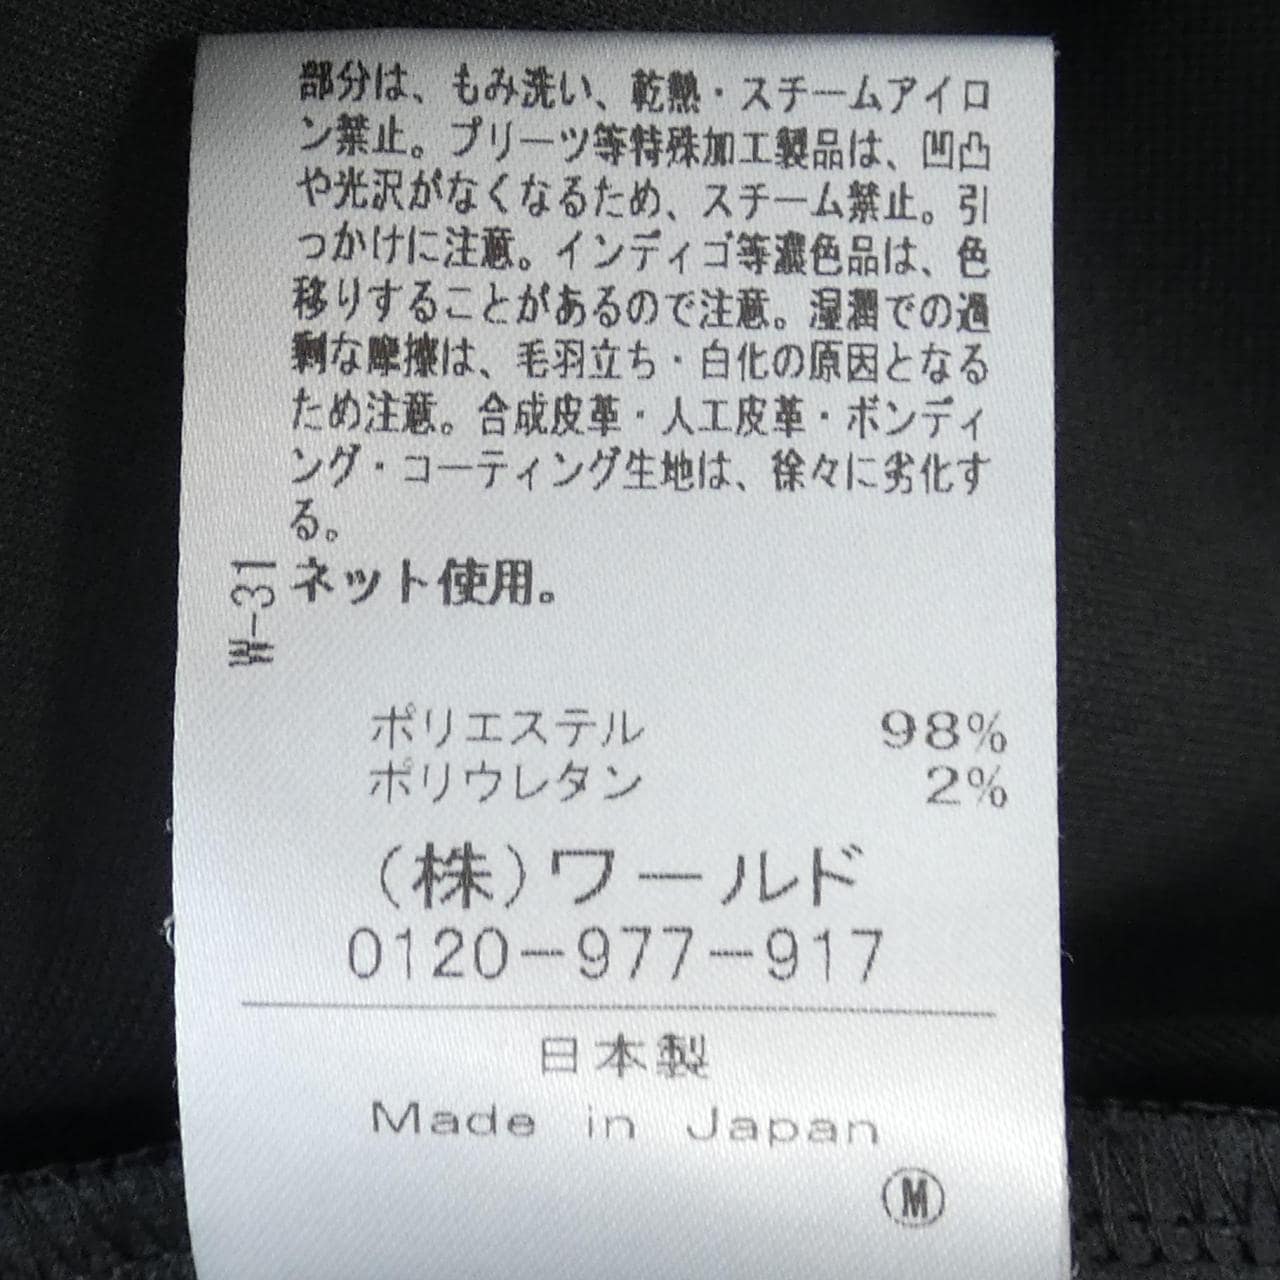 部分は、もみ洗い、乾熱・スチームアイロ
ン禁止。プリーツ等特殊加工製品は、凹凸
や光沢がなくなるため、スチーム禁止。引
っかけに注意。インディゴ等濃色品は、色
移りすることがあるので注意。湿潤での過
剰な摩擦は、毛羽立ち・白化の原因となる
ため注意。合成皮革・人工皮革・ボンディ
ング・コーティング生地は、徐々に劣化す
る。
ネット使用。
W-31
ポリエステル 98%
ポリウレタン 2%
(株)ワールド
0120-977-917
日本製
Made in Japan
M